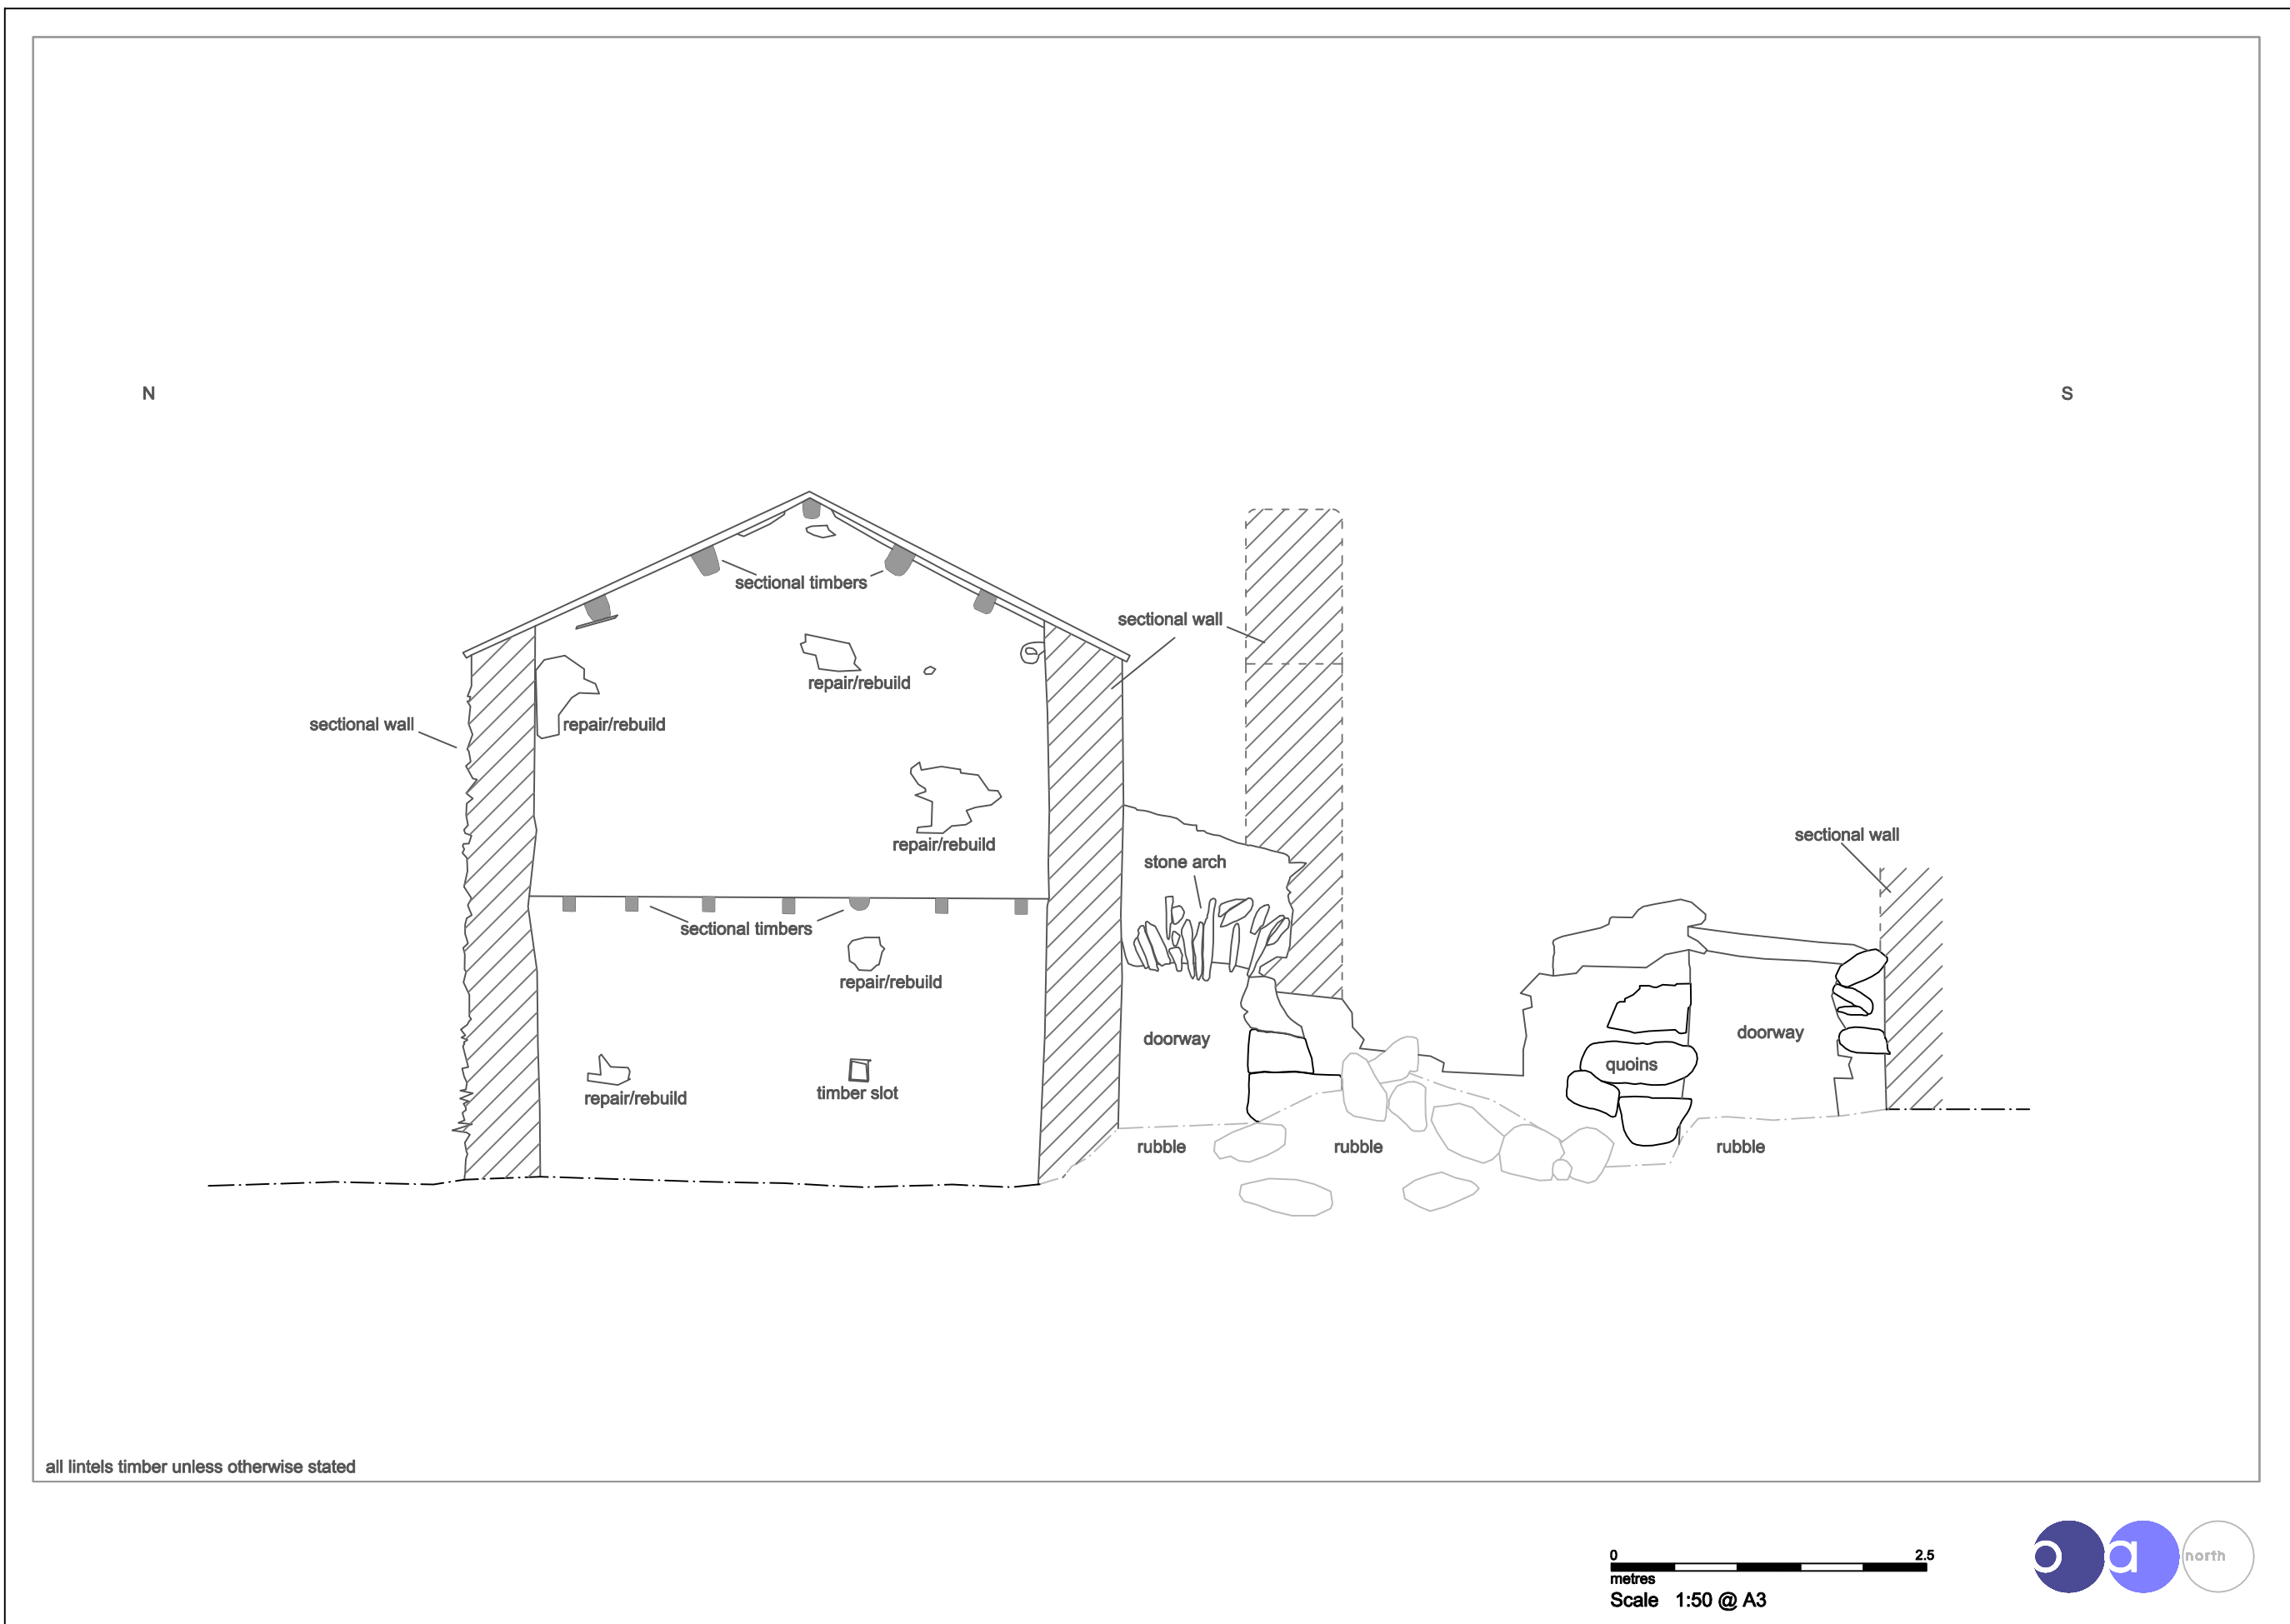 N
S
sectional timbers
sectional wall
repair/rebuild
sectional wall
repair/rebuild
repair/rebuild
sectional wall
stone arch
sectional timbers
repair/rebuild
doorway
doorway
quoins
repair/rebuild
timber slot
rubble
rubble
rubble
all lintels timber unless otherwise stated
0
2.5
metres
Scale 1:50 @ A3
oa north